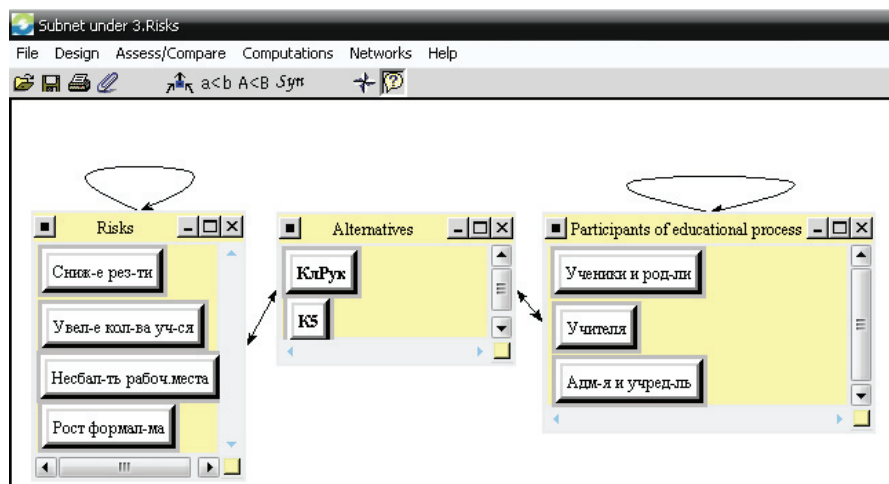 Subnet under 3.Risks
File Design Assess/Compare Computations Networks Help
a<b A<B Syn
Risks
Сниж-е рез-ти
Увел-е кол-ва уч-ся
Несбал-ть рабоч.места
Рост формал-ма
Alternatives
КлРук
К5
Participants of educational process
Ученики и род-ли
Учителя
Адм-я и учред-ль